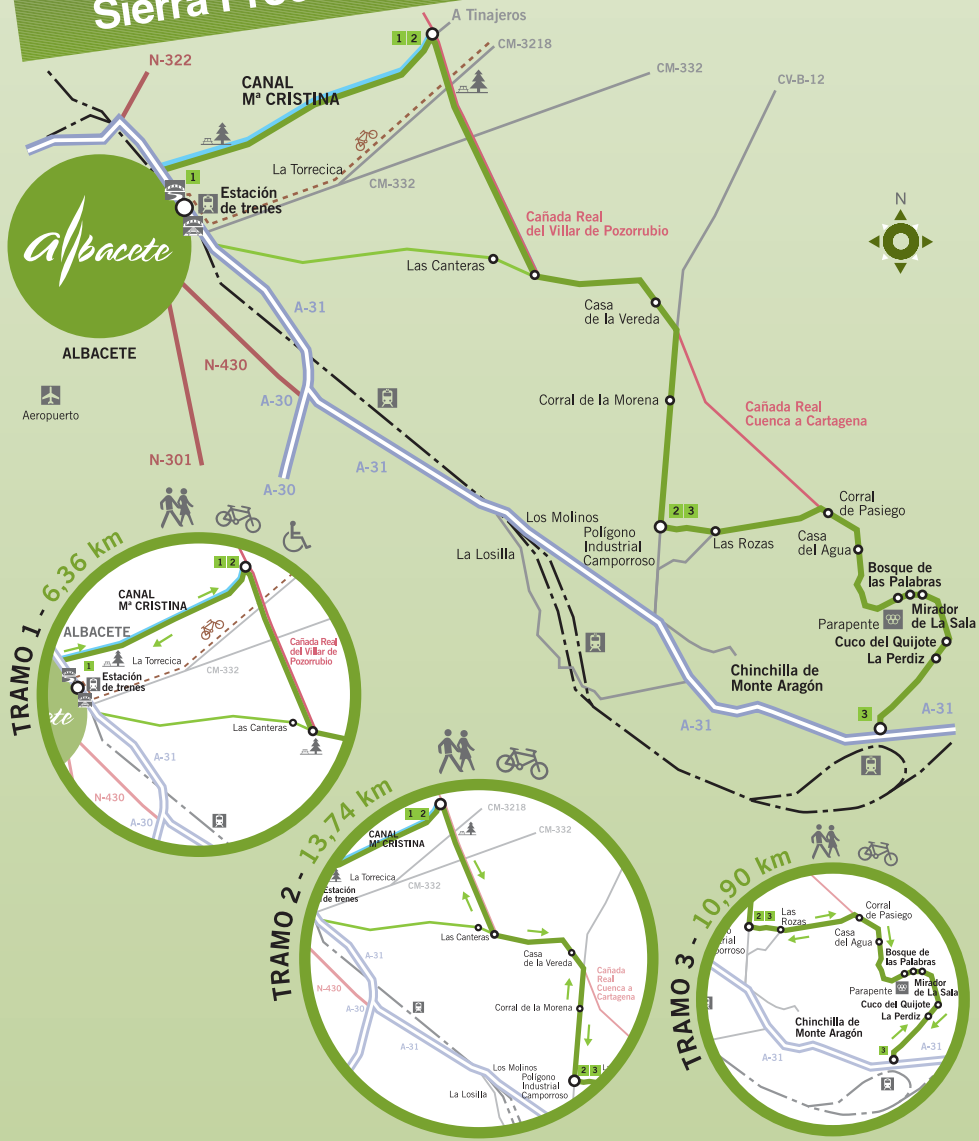 A Tinajeros
1 2
CM-3218
N-322
CM-332
CV-B-12
CANAL
Mª CRISTINA
La Torrecica
CM-332
1
Estación
de trenes
N
Cañada Real
del Villar de Pozorrubio
albacete
Las Canteras
Casa
de la Vereda
A-31
ALBACETE
N-430
A-30
Corral de la Morena
Cañada Real
Cuenca a Cartagena
Aeropuerto
N-301
A-31
A-30
Corral
de Pasiego
2 3
Los Molinos
Polígono
Industrial
Camporroso
La Losilla
Las Rozas
Casa
del Agua
Bosque de
las Palabras
Mirador
de La Sala
Parapente
Cuco del Quijote
La Perdiz
Chinchilla de
Monte Aragón
A-31
3
A-31
TRAMO 1 - 6,36 km
1 2
CANAL
Mª CRISTINA
ALBACETE
1
La Torrecica
Cañada Real
del Villar de
Pozorrubio
CM-332
Estación
de trenes
Las Canteras
A-31
N-430
A-30
TRAMO 2 - 13,74 km
1 2
CM-3218
CM-332
CANAL
Mª CRISTINA
La Torrecica
CM-332
Estación
de trenes
Las Canteras
A-31
Casa
de la Vereda
Cañada
Real
Cuenca a
Cartagena
N-430
A-30
Corral de la Morena
A-31
Los Molinos
Polígono
Industrial
Camporroso
2 3
La Losilla
TRAMO 3 - 10,90 km
2 3
Las
Rozas
Corral
de Pasiego
Casa
del Agua
Bosque de
las Palabras
Mirador
de La Sala
Parapente
Cuco del Quijote
La Perdiz
Chinchilla de
Monte Aragón
3
A-31
A-31